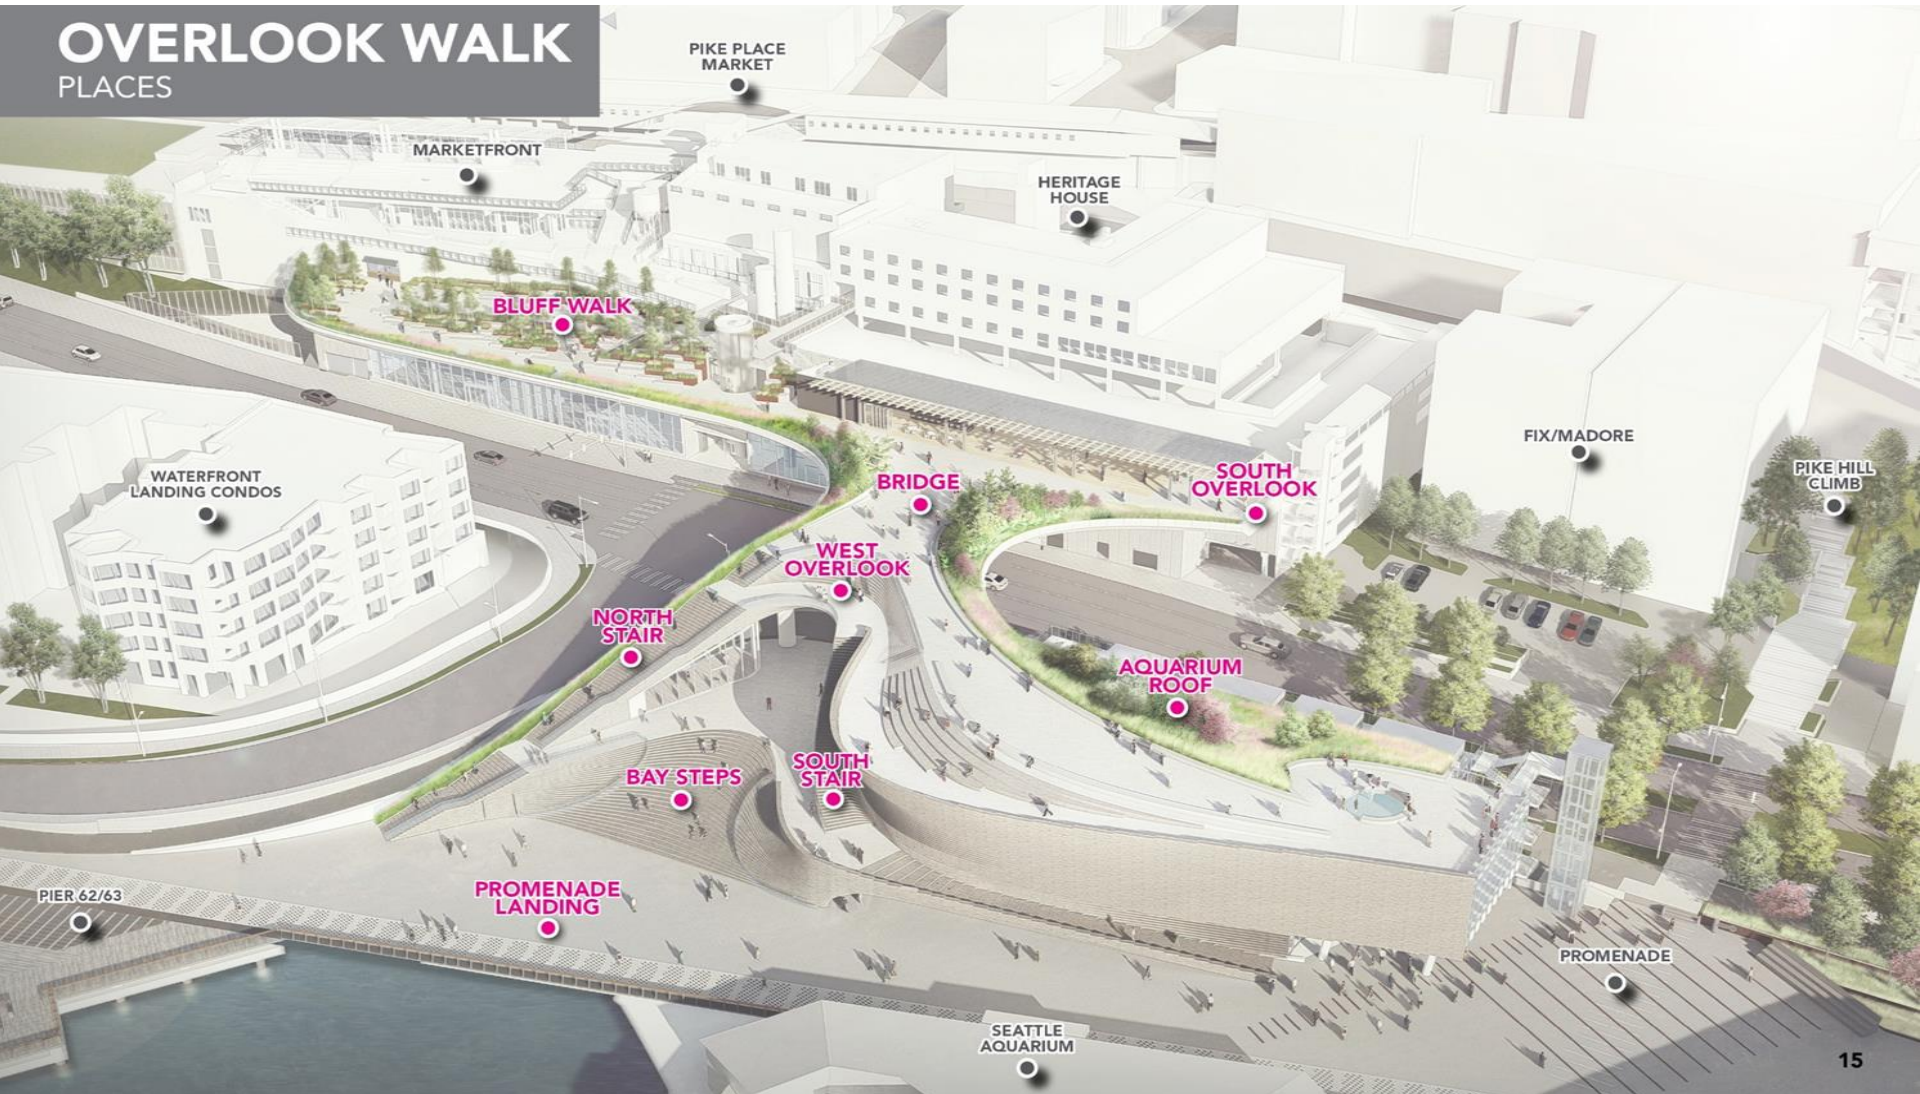 OVERLOOK WALK
PLACES
PIKE PLACE
MARKET
MARKETFRONT
HERITAGE
HOUSE
BLUFF WALK
FIX/MADORE
WATERFRONT
LANDING CONDOS
BRIDGE
SOUTH
OVERLOOK
PIKE HILL
CLIMB
WEST
OVERLOOK
NORTH
STAIR
AQUARIUM
ROOF
BAY STEPS
SOUTH
STAIR
PROMENADE
LANDING
PIER 62/63
PROMENADE
SEATTLE
AQUARIUM
15